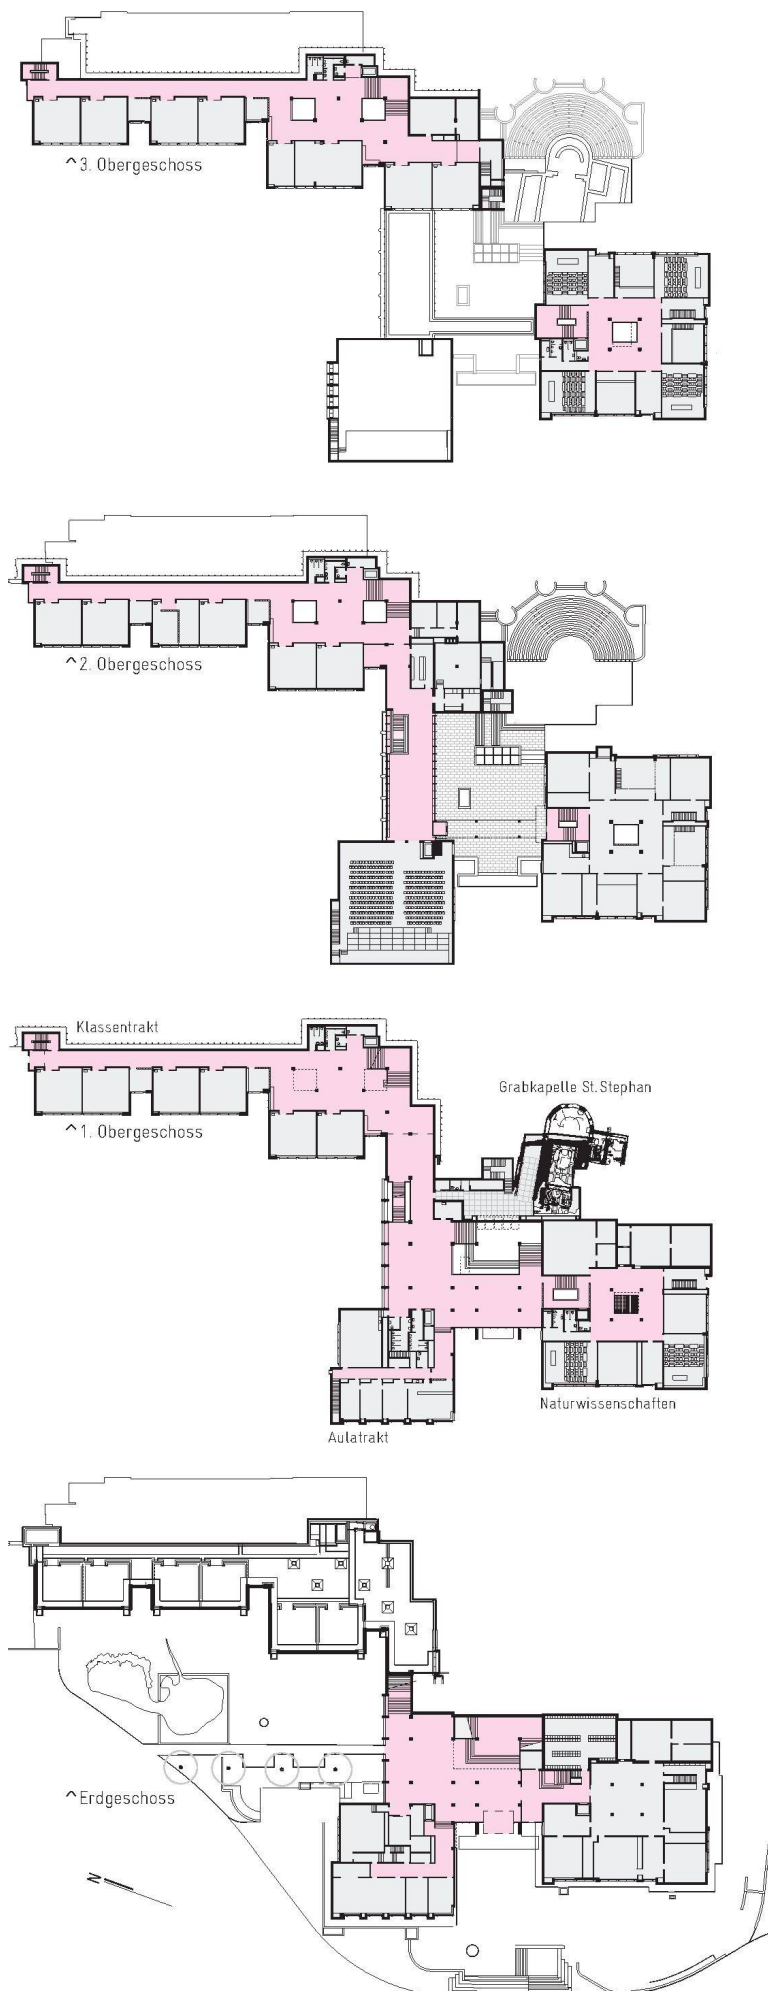 ^3. Obergeschoss
^2. Obergeschoss
Klassentrakt
Grabkapelle St. Stephan
^1. Obergeschoss
Naturwissenschaften
Aulatrakt
^Erdgeschoss
N